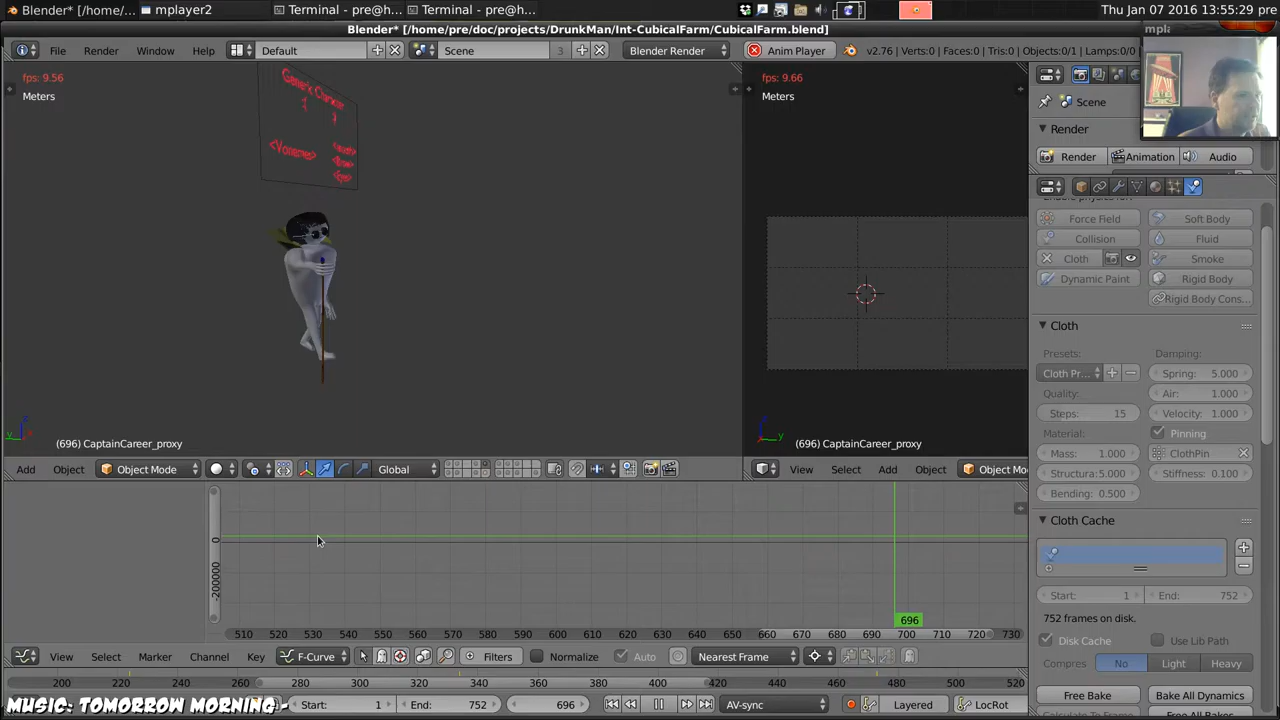 Blender* [/home/... mplayer2 Terminal - pre@h... Terminal - pre@h... Thu Jan 07 2016 13:55:29 pre
Blender* [/home/pre/doc/projects/DrunkMan/Int-CubicalFarm/CubicalFarm.blend]
mpla
File Render Window Help Default Scene 3 Blender Render Anim Player v2.76 | Verts:0 | Faces:0 | Tris:0 | Objects:0/1 | Lamps:0/0
fps: 9.56
Meters
fps: 9.66
Meters
Scene
Render
Render Animation Audio
Generic Character
1
<Voname>
Force Field Soft Body
Collision Fluid
Cloth Smoke
Dynamic Paint Rigid Body
Rigid Body Cons...
Cloth
Presets: Damping:
Cloth Pr... Spring: 5.000
Quality: Air: 1.000
Steps: 15 Velocity: 1.000
Material: Pinning
Mass: 1.000 ClothPin
Structura:5.000 Stiffness: 0.100
Bending: 0.500
Cloth Cache
Start: 1 End: 752
752 frames on disk.
Disk Cache Use Lib Path
Compres No Light Heavy
Free Bake Bake All Dynamics
(696) CaptainCareer_proxy
(696) CaptainCareer_proxy
Add Object Object Mode Global
View Select Add Object Object Mo
0
-200000
510 520 530 540 550 560 570 580 590 600 610 620 630 640 650 660 670 680 690 700 710 720 730
696
View Select Marker Channel Key F-Curve Filters Normalize Auto Nearest Frame
200 220 240 260 280 300 320 340 360 380 400 420 440 460 480 500 520
Start: 1 End: 752 696 AV-sync Layered LocRot
MUSIC: TOMORROW MORNING -